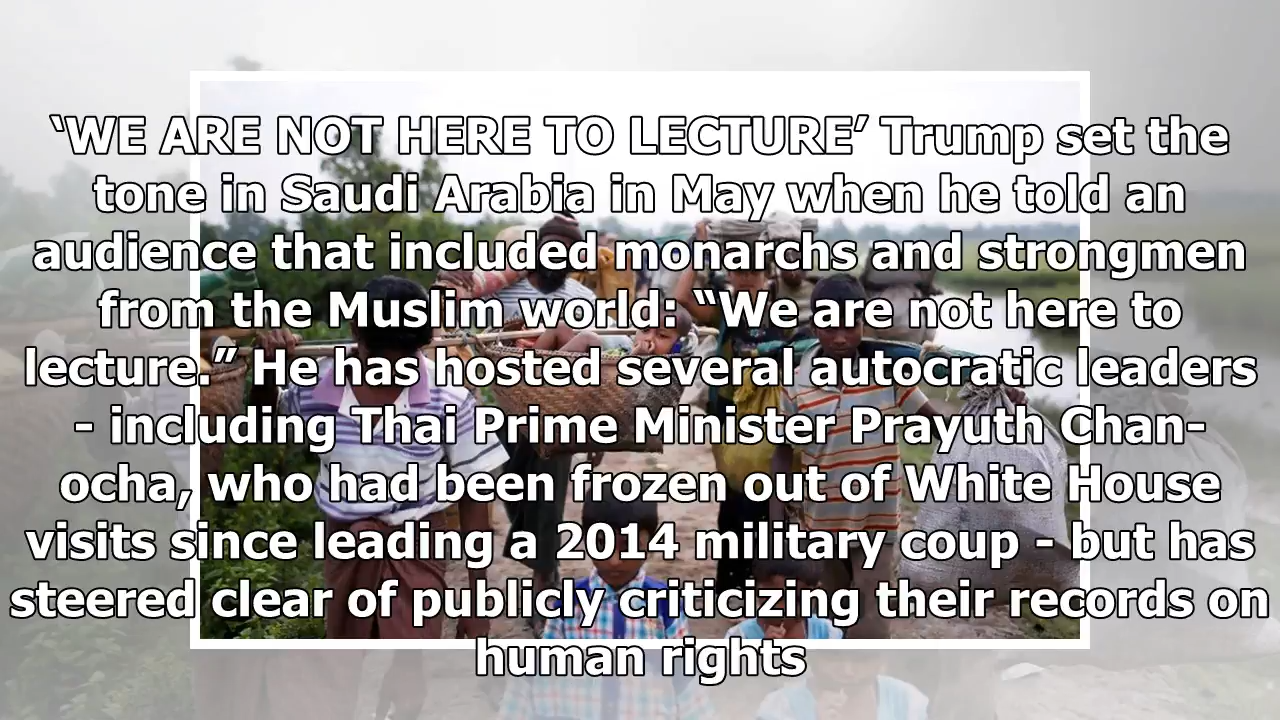 ‘WE ARE NOT HERE TO LECTURE’ Trump set the
tone in Saudi Arabia in May when he told an
audience that included monarchs and strongmen
from the Muslim world: “We are not here to
lecture.” He has hosted several autocratic leaders
- including Thai Prime Minister Prayuth Chan-
ocha, who had been frozen out of White House
visits since leading a 2014 military coup - but has
steered clear of publicly criticizing their records on
human rights